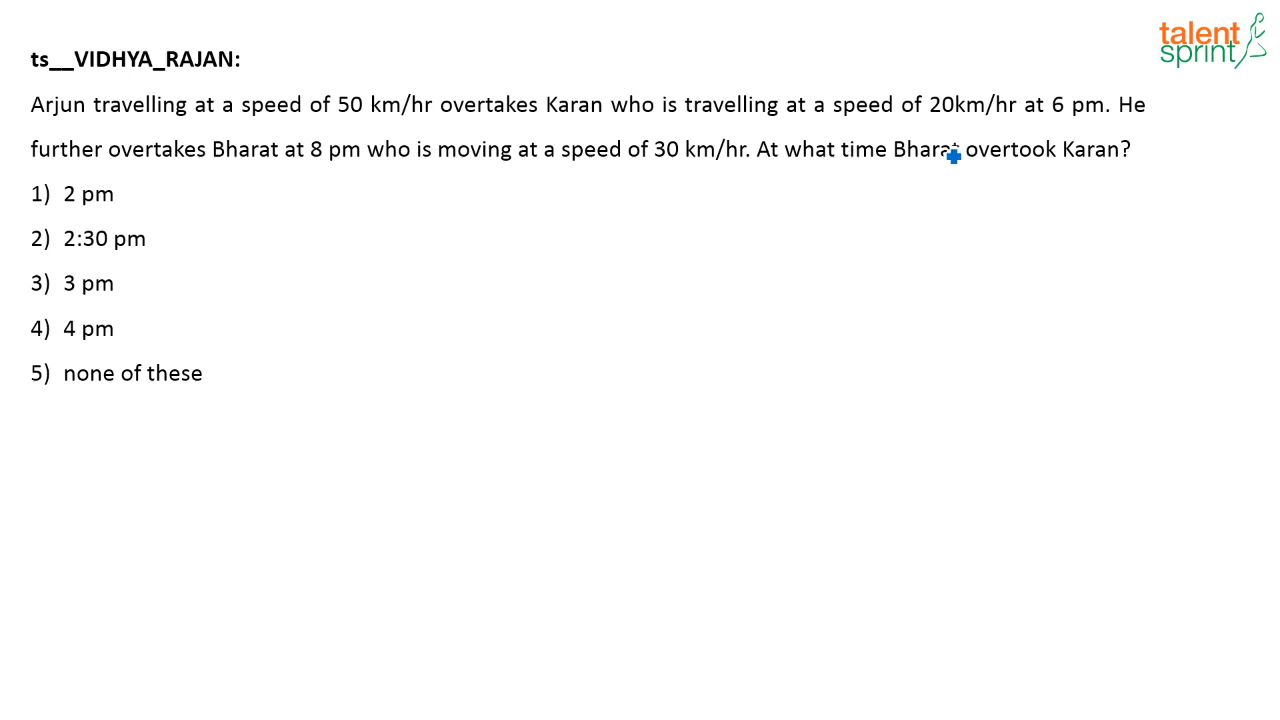 talent
sprint
ts__VIDHYA_RAJAN:
Arjun travelling at a speed of 50 km/hr overtakes Karan who is travelling at a speed of 20km/hr at 6 pm. He
further overtakes Bharat at 8 pm who is moving at a speed of 30 km/hr. At what time Bharat overtook Karan?
1) 2 pm
2) 2:30 pm
3) 3 pm
4) 4 pm
5) none of these